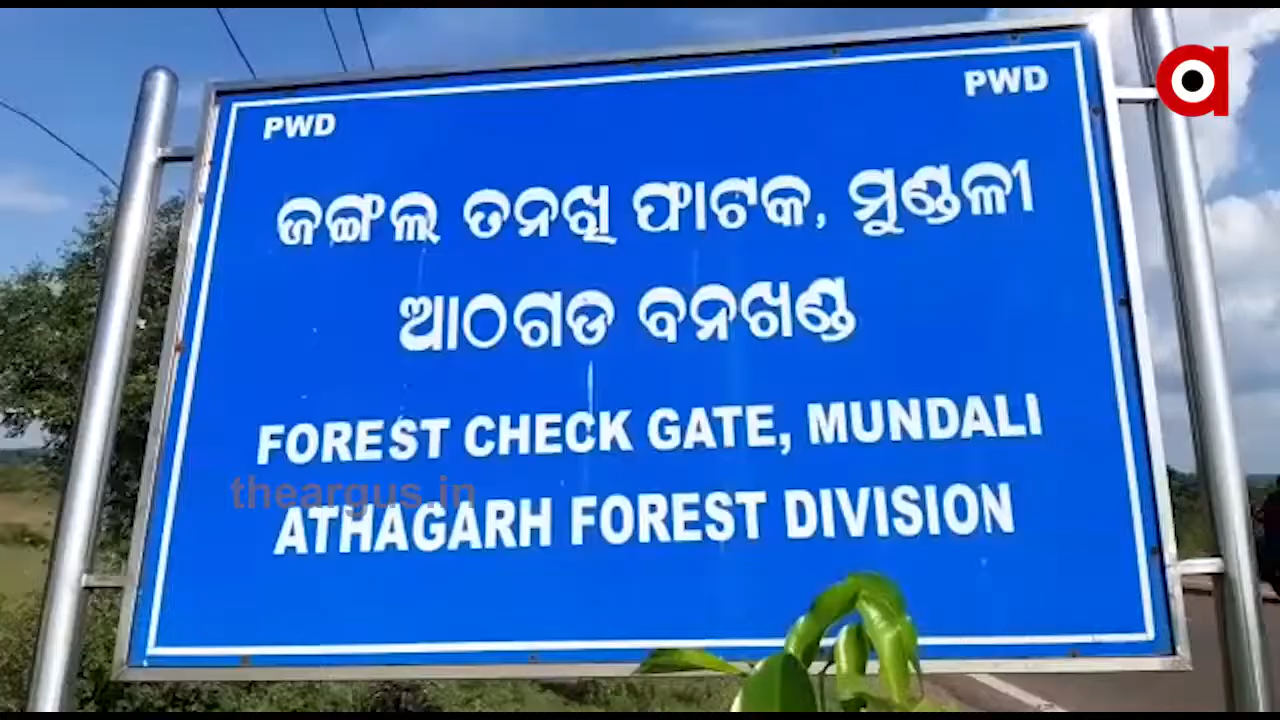 PWD PWD
ଜଙ୍ଗଲ ତନଖି ଫାଟକ, ମୁଣ୍ଡଳୀ
ଆଠଗଡ ବନଖଣ୍ଡ
FOREST CHECK GATE, MUNDALI
theargus.in
ATHAGARH FOREST DIVISION